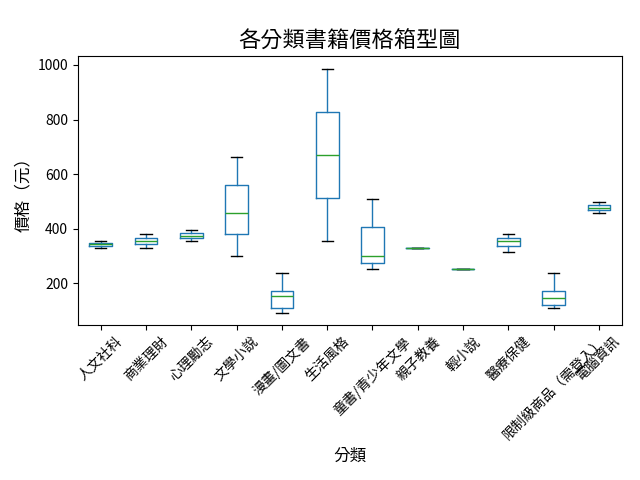 各分類書籍價格箱型圖
價格（元）
1000
800
600
400
200
人文社科
商業理財
心理勵志
文學小說
漫畫/圖文書
生活風格
童書/青少年文學
親子教養
輕小說
醫療保健
限制級商品（需登入）
電腦資訊
分類